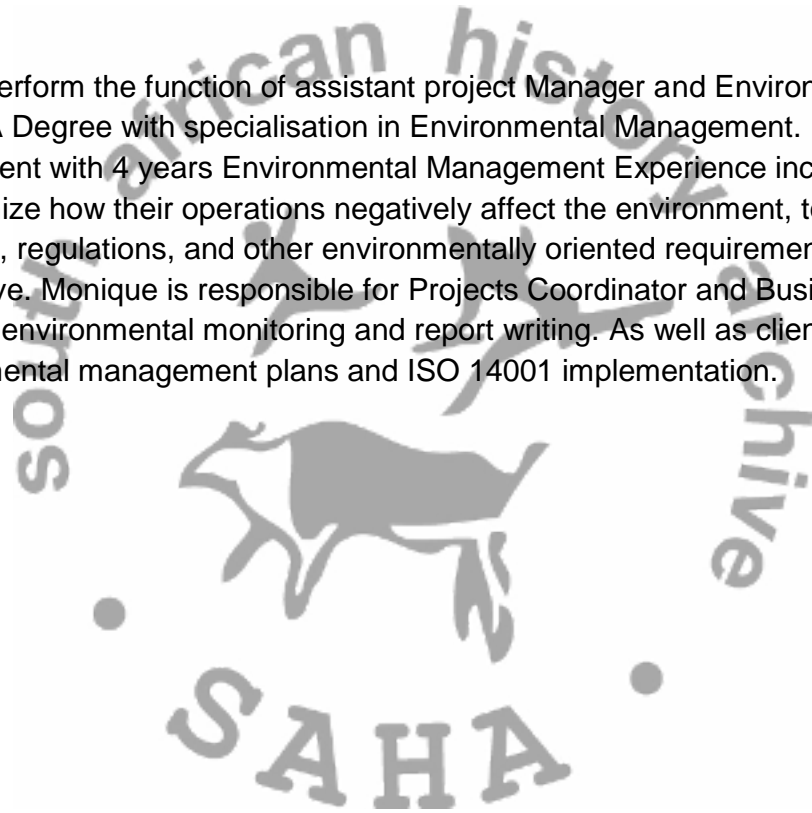 erform the function of assistant project Manager and Environ
A Degree with specialisation in Environmental Management.
ent with 4 years Environmental Management Experience inc
ize how their operations negatively affect the environment, t
, regulations, and other environmentally oriented requiremen
ve. Monique is responsible for Projects Coordinator and Busi
environmental monitoring and report writing. As well as clien
mental management plans and ISO 14001 implementation.
south african history archive
SAHA